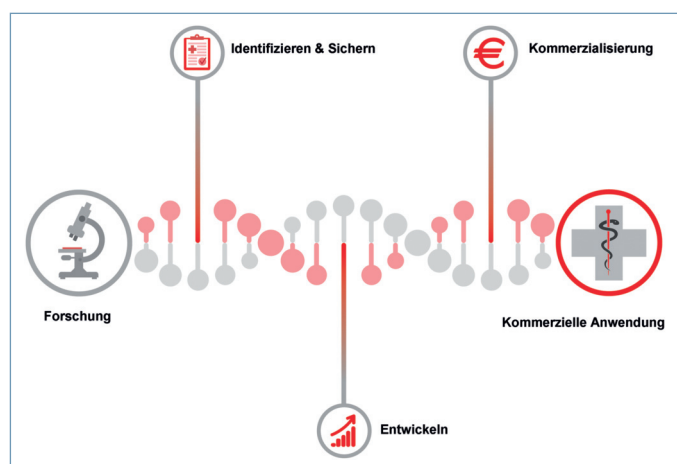 Identifizieren & Sichern
Kommerzialisierung
Forschung
Kommerzielle Anwendung
Entwickeln